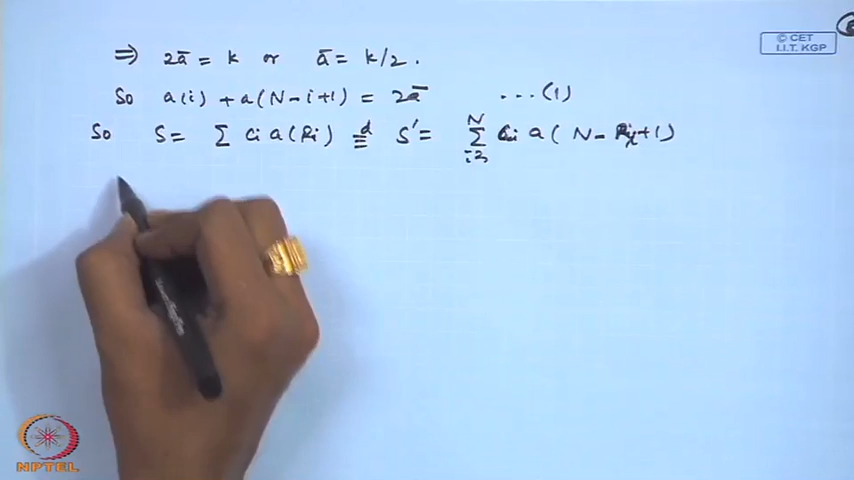 © CET
I.I.T. KGP
⇒ 2ā = k or ā = k/2.
So a(i) + a(N-i+1) = 2ā ...(1)
So S = Σ ci a(Ri) ≡ᵈ S' = Σ ci a(N-Ri+1)
NPTEL